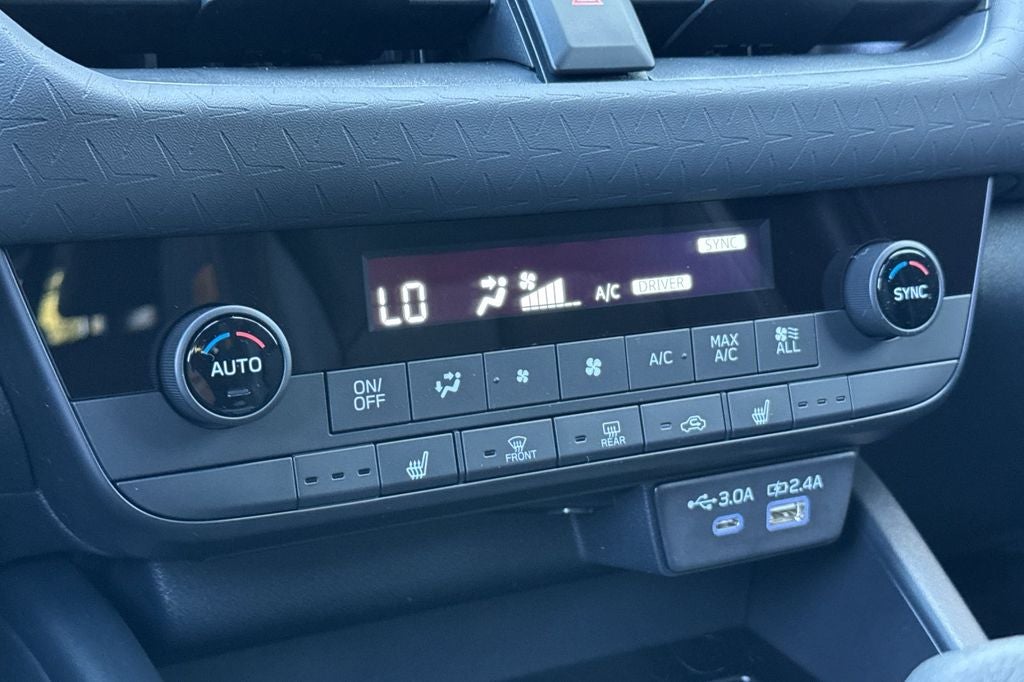 SYNC
LO A/C DRIVER
AUTO
SYNC
ON/
OFF
A/C
MAX
A/C
ALL
FRONT
REAR
3.0A 2.4A